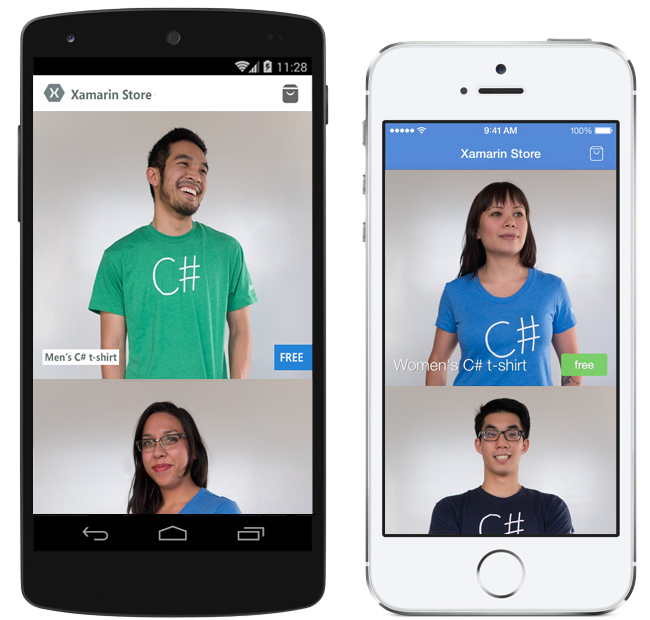 11:28
Xamarin Store
C#
Men's C# t-shirt
FREE
9:41 AM
100%
Xamarin Store
C#
Women's C# t-shirt
free
C#